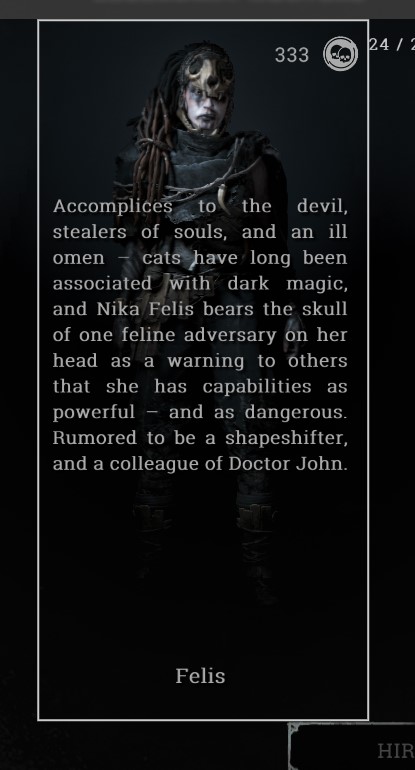 333
24 / 2
Accomplices to the devil,
stealers of souls, and an ill
omen – cats have long been
associated with dark magic,
and Nika Felis bears the skull
of one feline adversary on her
head as a warning to others
that she has capabilities as
powerful – and as dangerous.
Rumored to be a shapeshifter,
and a colleague of Doctor John.
Felis
HIR